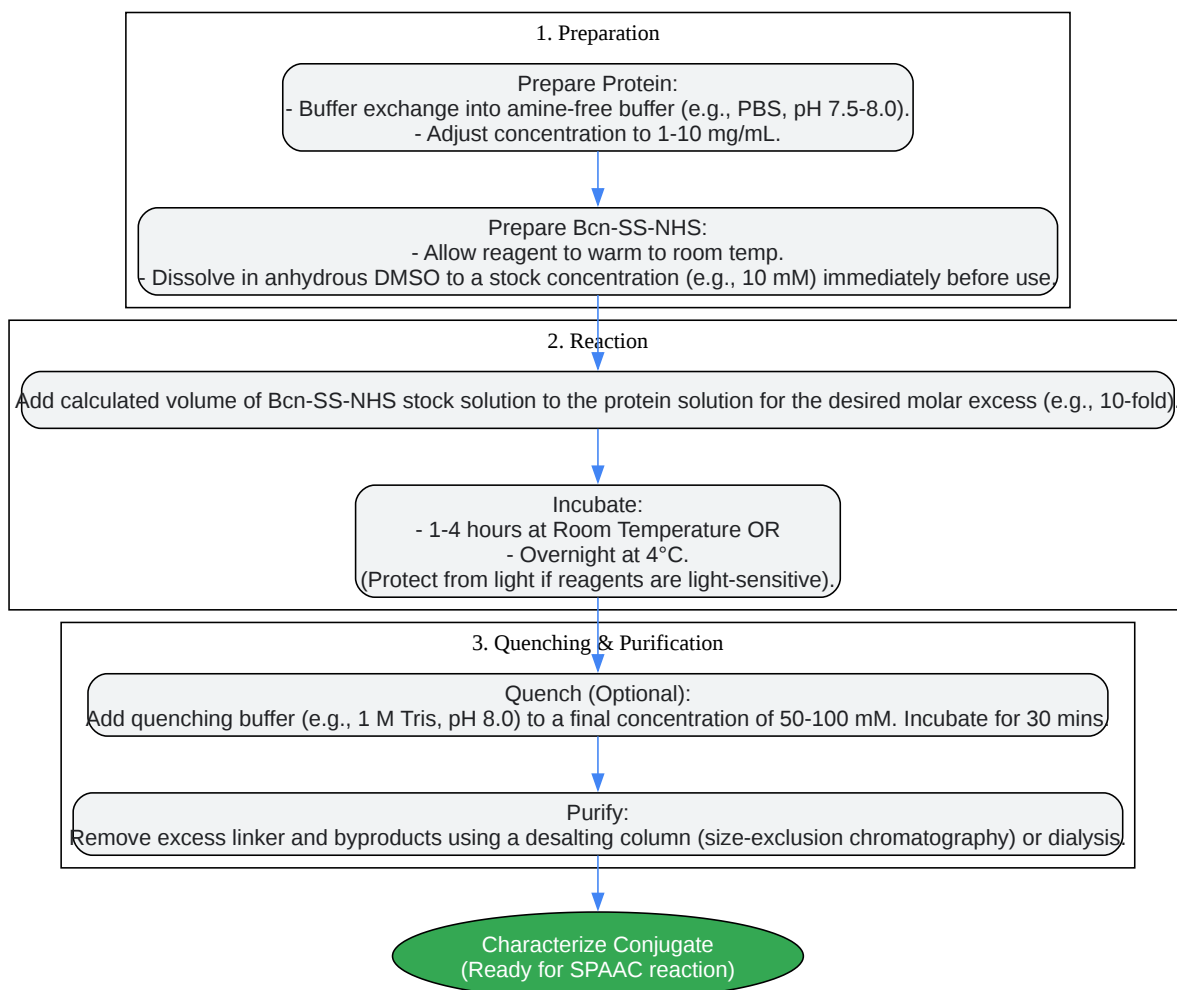 1. Preparation
Prepare Protein:
- Buffer exchange into amine-free buffer (e.g., PBS, pH 7.5-8.0).
- Adjust concentration to 1-10 mg/mL.
Prepare Bcn-SS-NHS:
- Allow reagent to warm to room temp.
- Dissolve in anhydrous DMSO to a stock concentration (e.g., 10 mM) immediately before use.
2. Reaction
Add calculated volume of Bcn-SS-NHS stock solution to the protein solution for the desired molar excess (e.g., 10-fold).
Incubate:
- 1-4 hours at Room Temperature OR
- Overnight at 4°C.
(Protect from light if reagents are light-sensitive).
3. Quenching & Purification
Quench (Optional):
Add quenching buffer (e.g., 1 M Tris, pH 8.0) to a final concentration of 50-100 mM. Incubate for 30 mins.
Purify:
Remove excess linker and byproducts using a desalting column (size-exclusion chromatography) or dialysis.
Characterize Conjugate
(Ready for SPAAC reaction)